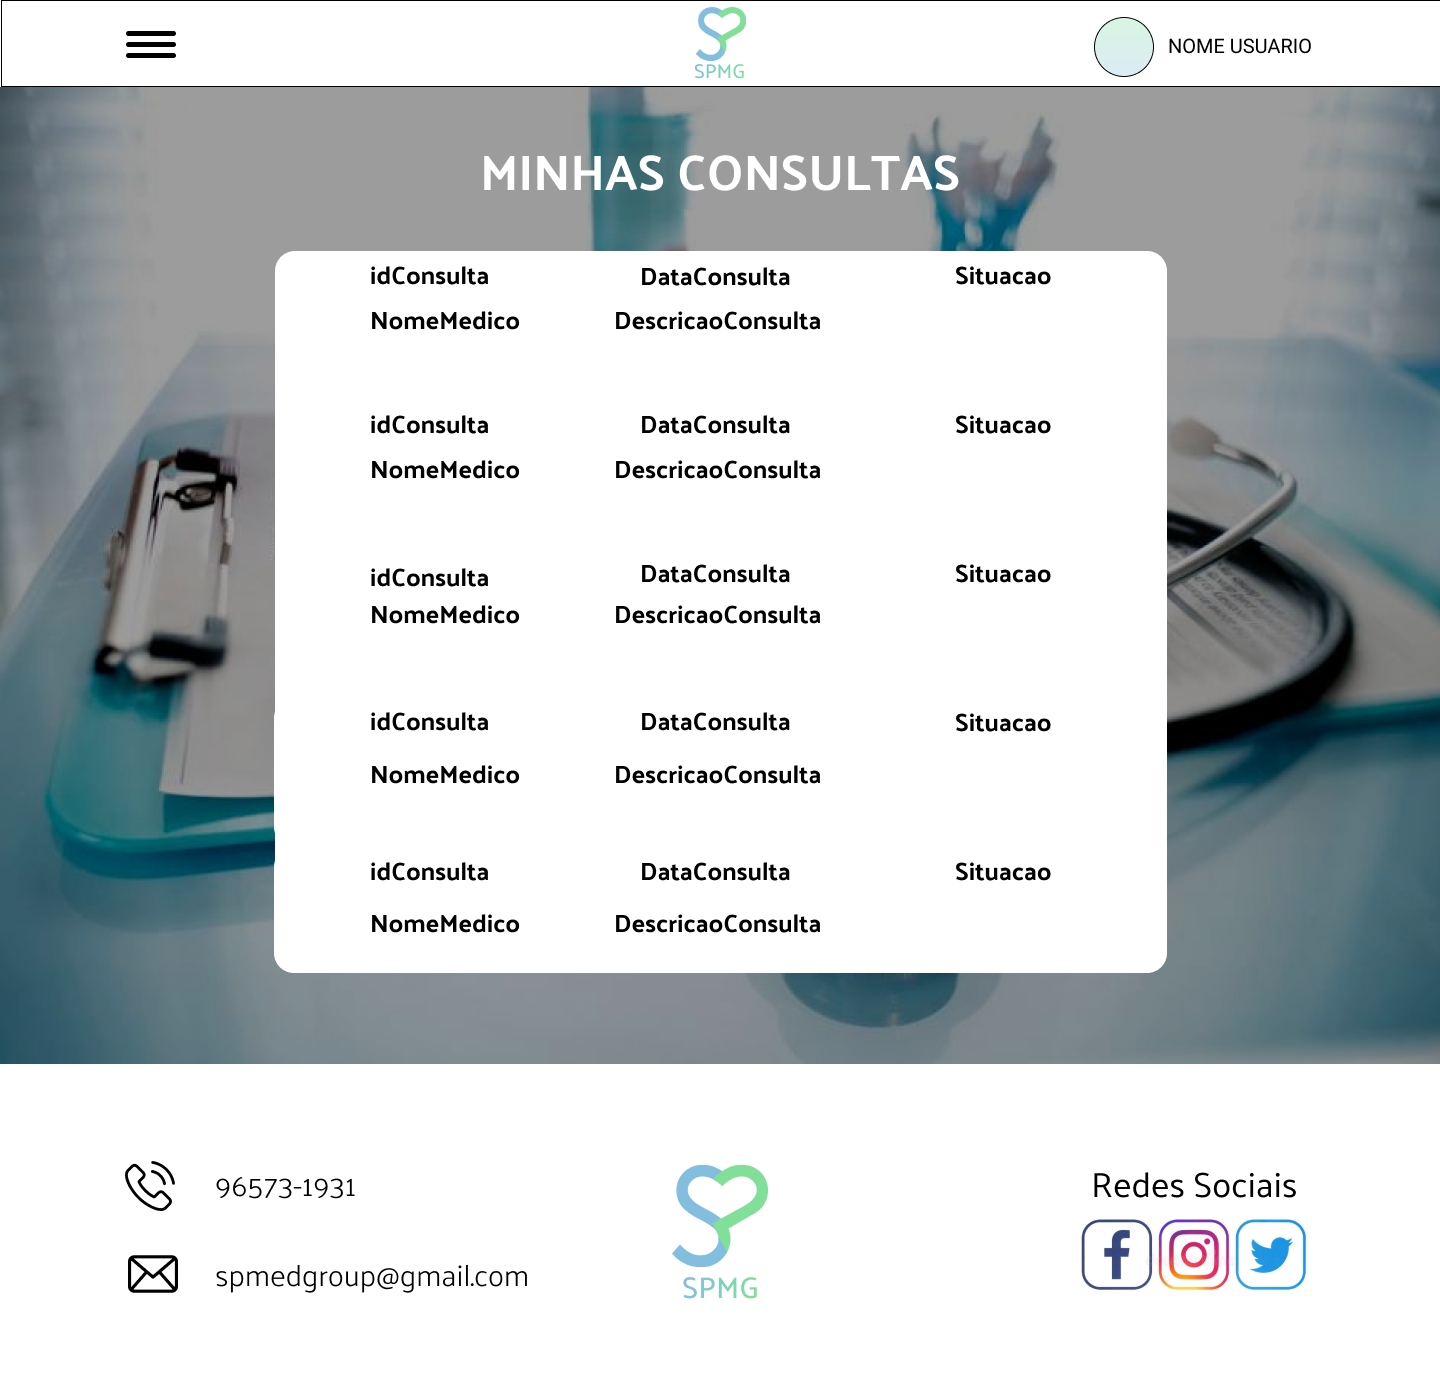 SPMG
NOME USUARIO
MINHAS CONSULTAS
idConsulta DataConsulta Situacao
NomeMedico DescricaoConsulta
idConsulta DataConsulta Situacao
NomeMedico DescricaoConsulta
idConsulta DataConsulta Situacao
NomeMedico DescricaoConsulta
idConsulta DataConsulta Situacao
NomeMedico DescricaoConsulta
idConsulta DataConsulta Situacao
NomeMedico DescricaoConsulta
96573-1931
spmedgroup@gmail.com
SPMG
Redes Sociais